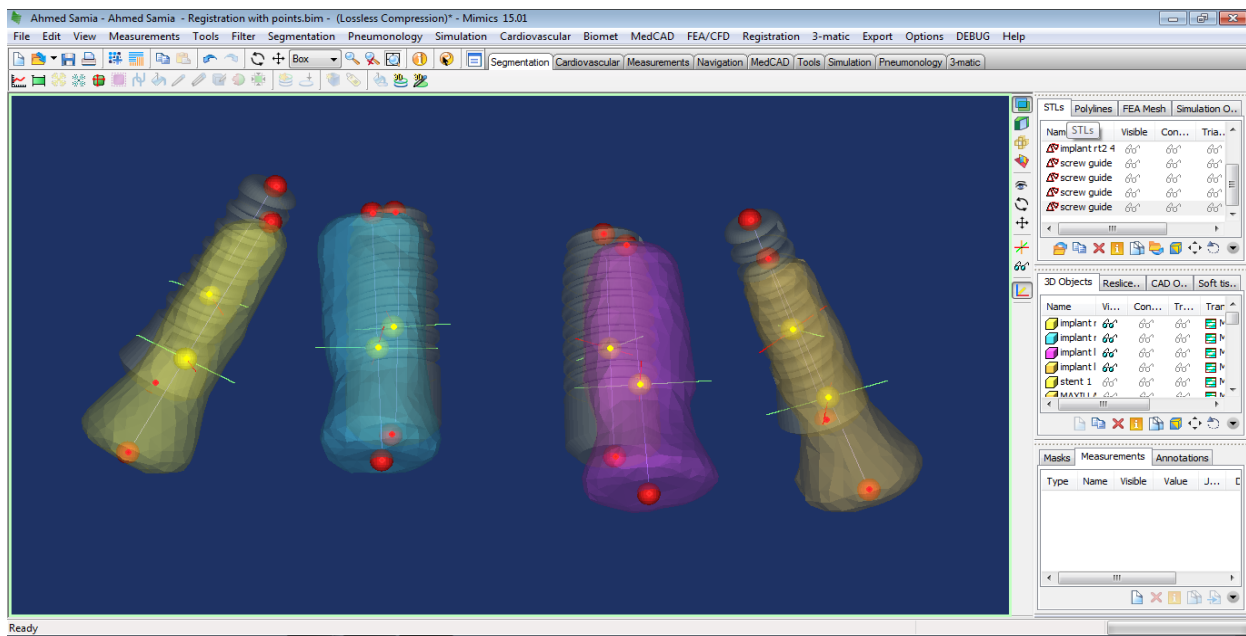 Ahmed Samia - Ahmed Samia - Registration with points.bim - (Lossless Compression)* - Mimics 15.01
File Edit View Measurements Tools Filter Segmentation Pneumonology Simulation Cardiovascular Biomet MedCAD FEA/CFD Registration 3-matic Export Options DEBUG Help
Box Segmentation Cardiovascular Measurements Navigation MedCAD Tools Simulation Pneumonology 3-matic
STLs Polylines FEA Mesh Simulation O..
Nam STLs Visible Con... Tria..
implant rt2 4
screw guide
screw guide
screw guide
screw guide
3D Objects Reslice.. CAD O.. Soft tis..
Name Vi... Con... Tr... Tran
implant r M
implant r M
implant l M
implant l M
stent 1 M
Masks Measurements Annotations
Type Name Visible Value J... D
Ready